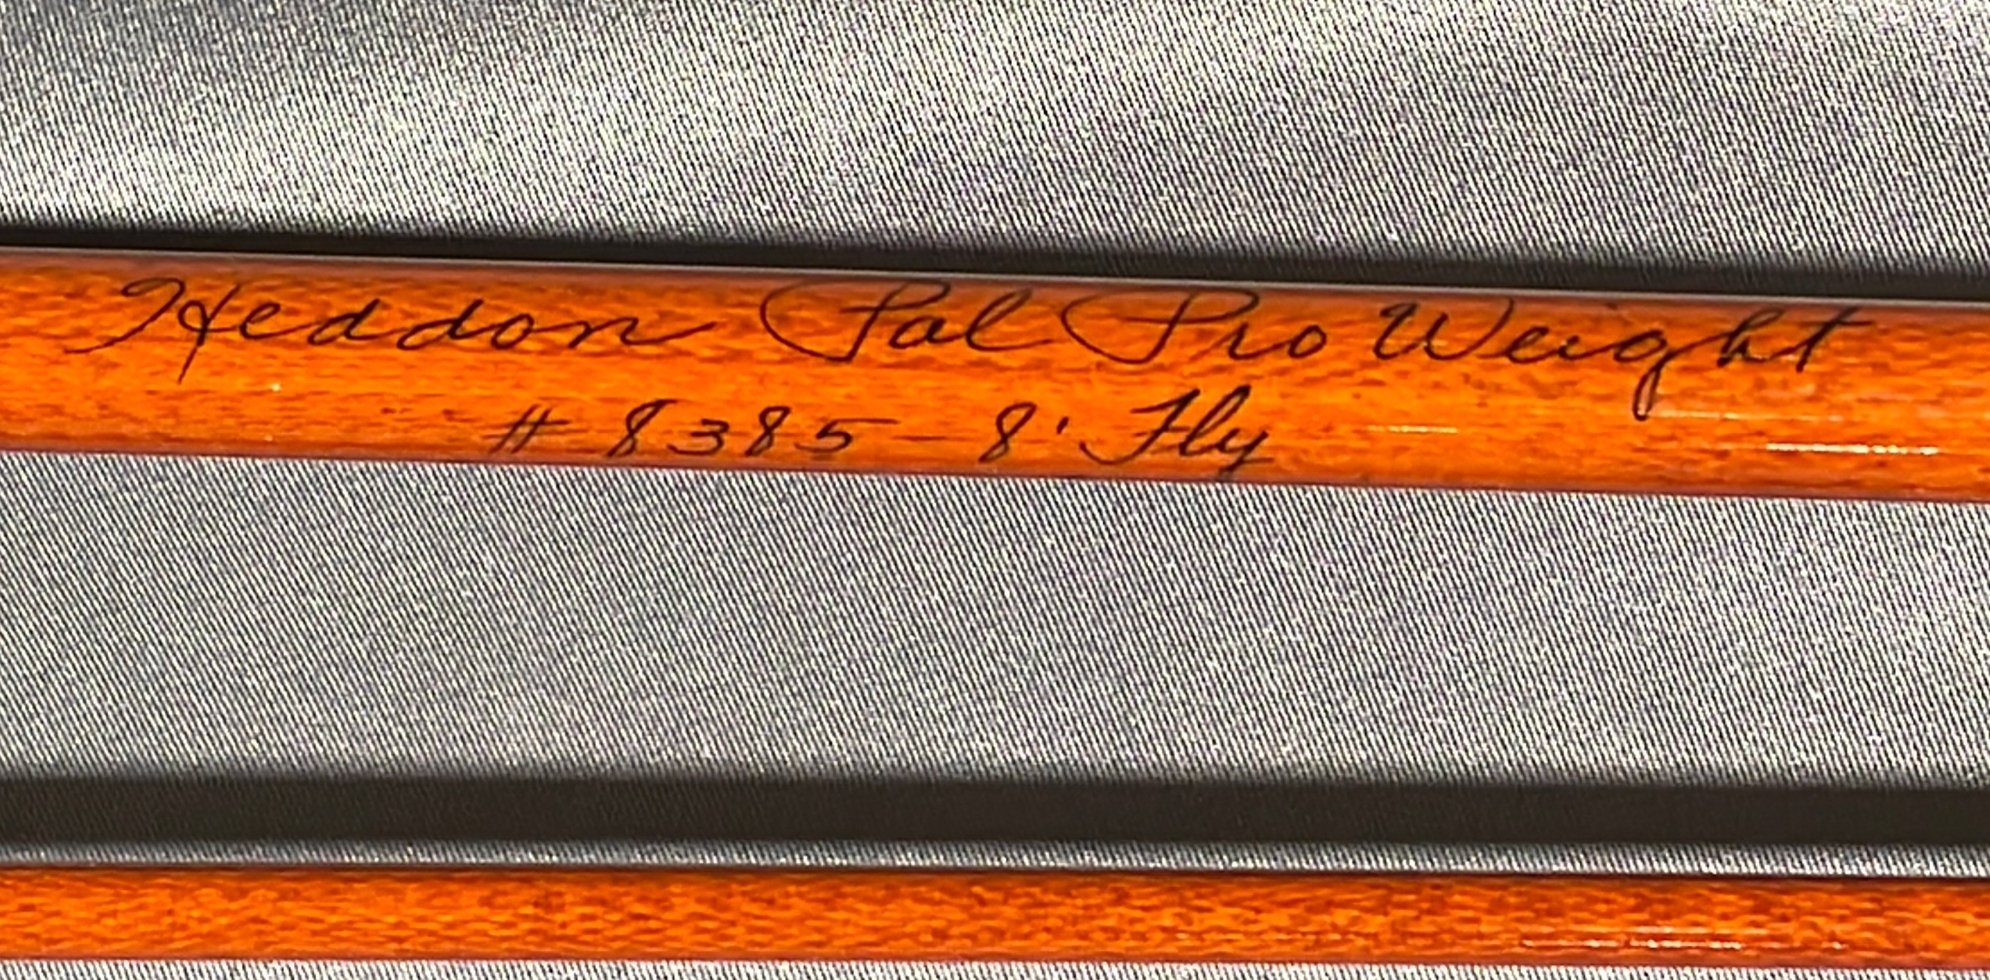 Heddon Pal Pro Weight
# 8385 - 8' Fly